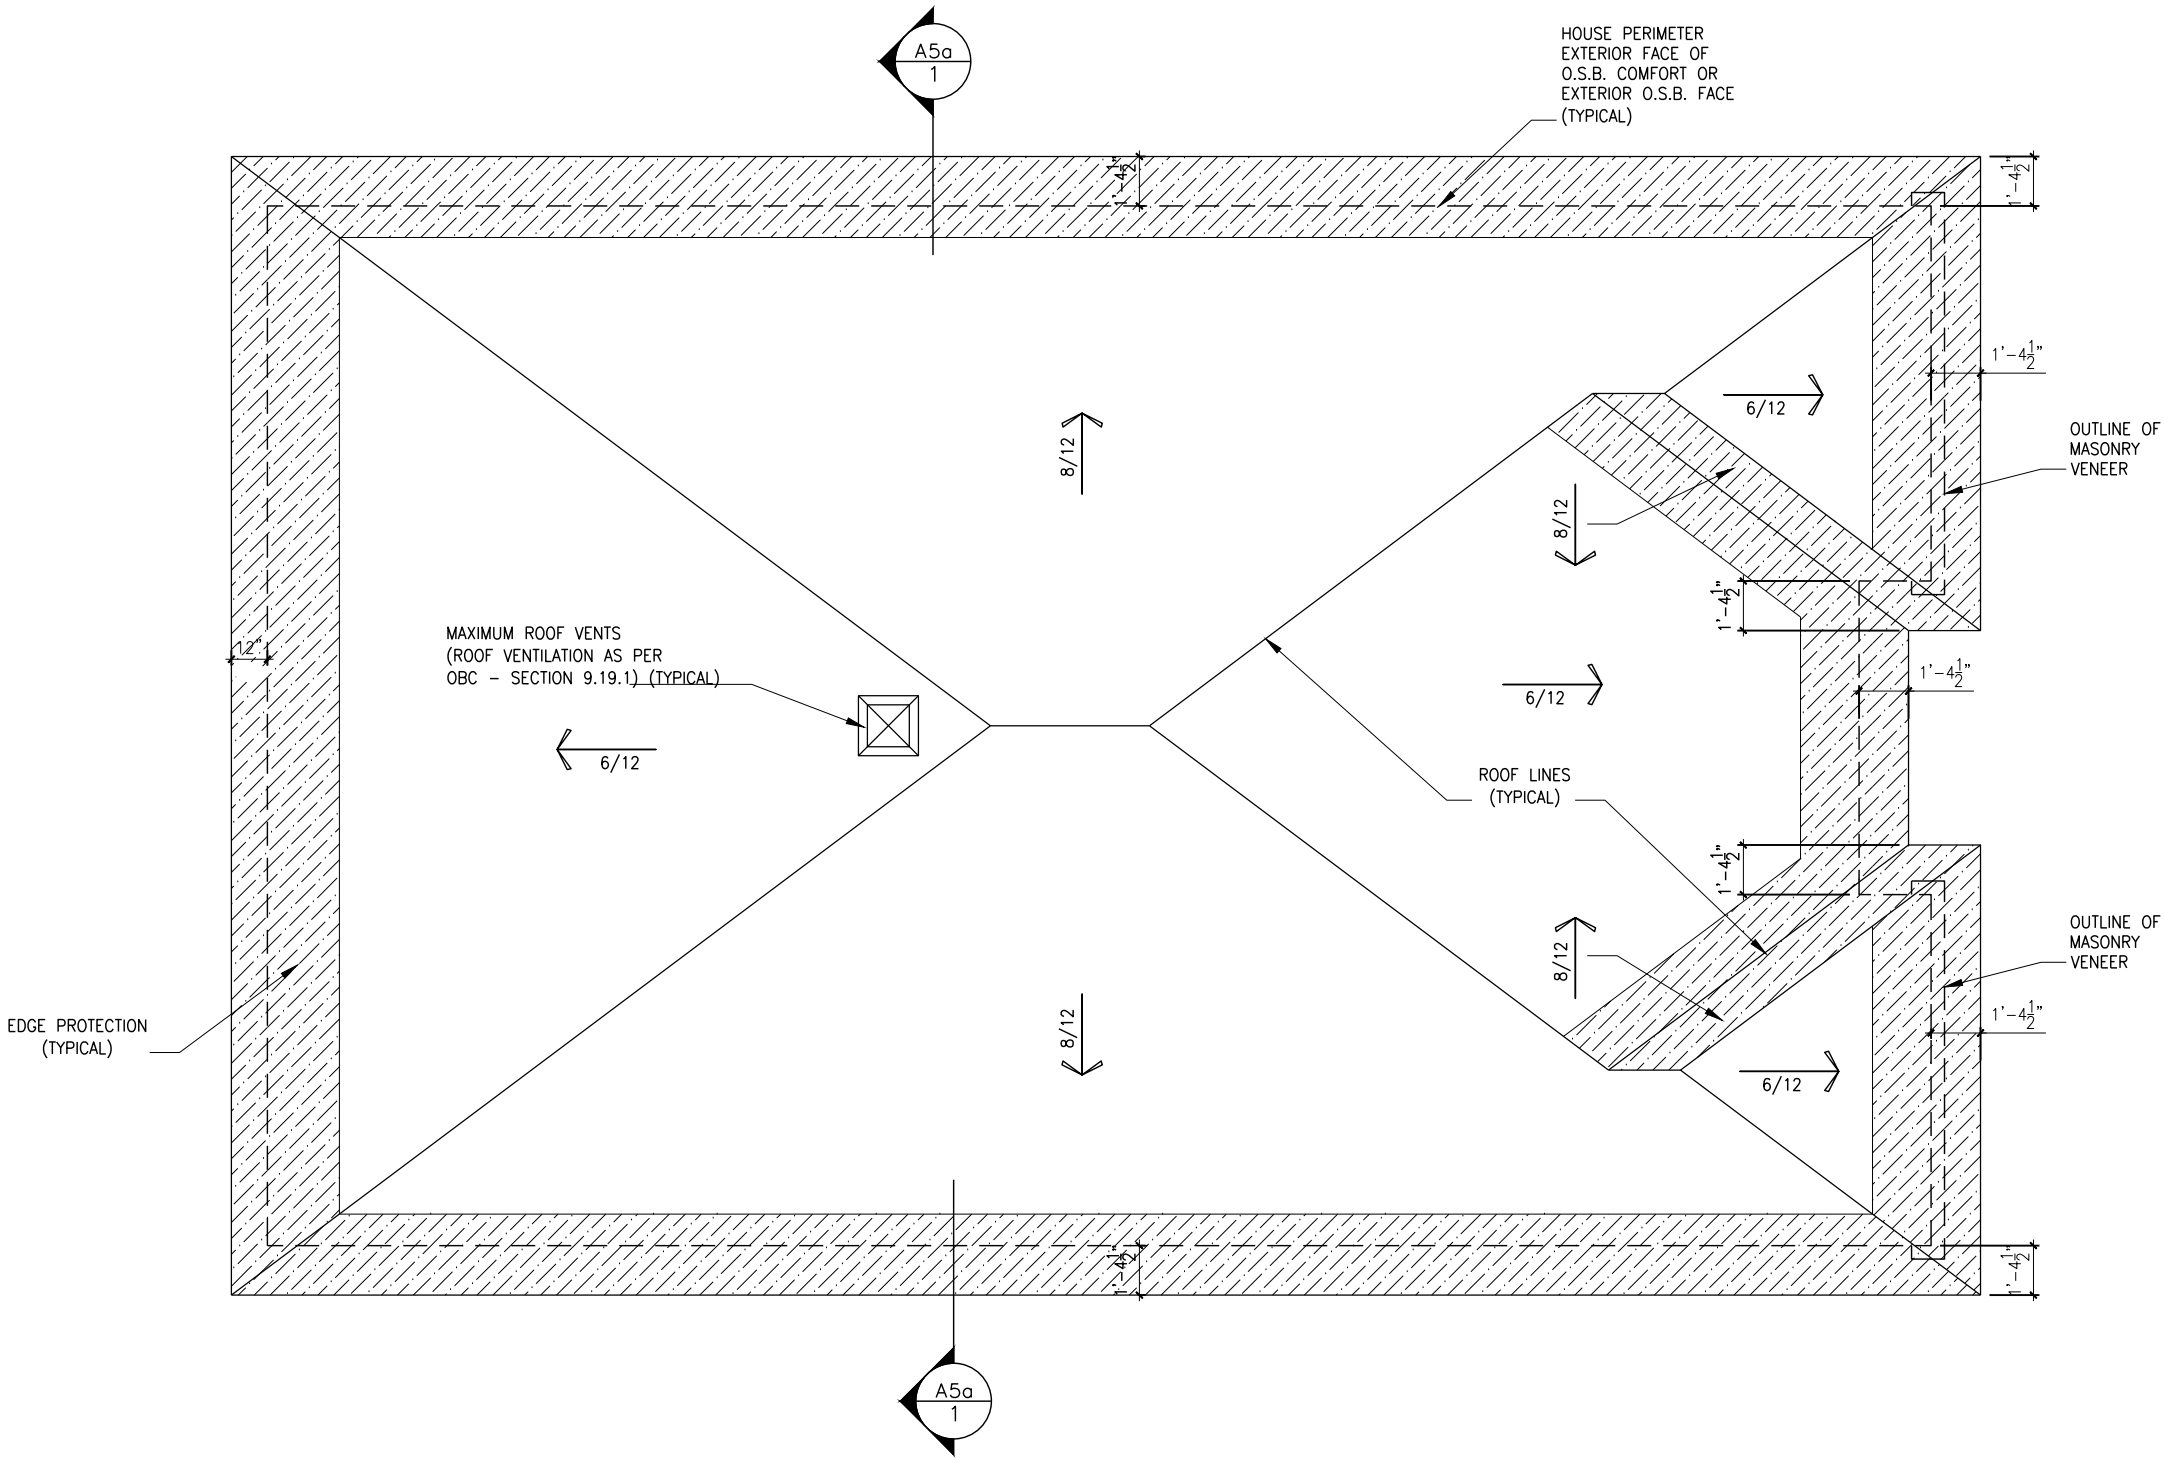 A5a
1
HOUSE PERIMETER
EXTERIOR FACE OF
O.S.B. COMFORT OR
EXTERIOR O.S.B. FACE
(TYPICAL)
1'-4½"
1'-4½"
1'-4½"
6/12
OUTLINE OF
MASONRY
VENEER
8/12
8/12
1'-4½"
12"
MAXIMUM ROOF VENTS
(ROOF VENTILATION AS PER
OBC - SECTION 9.19.1) (TYPICAL)
6/12
1'-4½"
6/12
ROOF LINES
(TYPICAL)
1'-4½"
8/12
OUTLINE OF
MASONRY
VENEER
EDGE PROTECTION
(TYPICAL)
8/12
6/12
1'-4½"
1'-4½"
1'-4½"
A5a
1